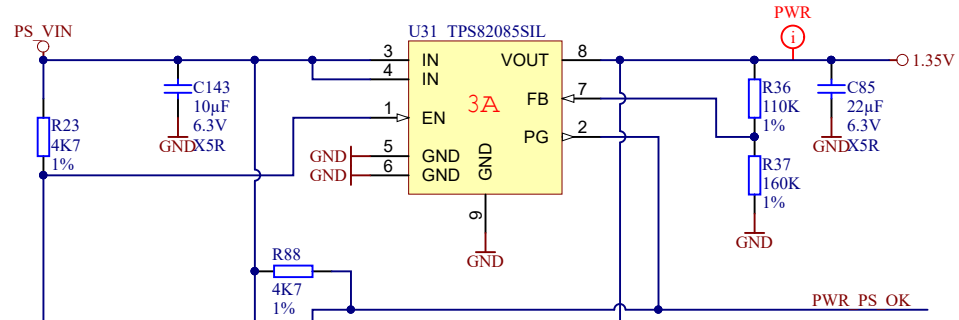 PWR
PS_VIN
U31 TPS82085SIL
3
IN
4
IN
1
EN
5
GND
6
GND
GND
GND
GND
3A
VOUT
8
FB
7
PG
2
9
GND
C143
10µF
6.3V
X5R
GND
R23
4K7
1%
i
1.35V
R36
110K
1%
R37
160K
1%
GND
C85
22µF
6.3V
X5R
GND
R88
4K7
1%
PWR_PS_OK